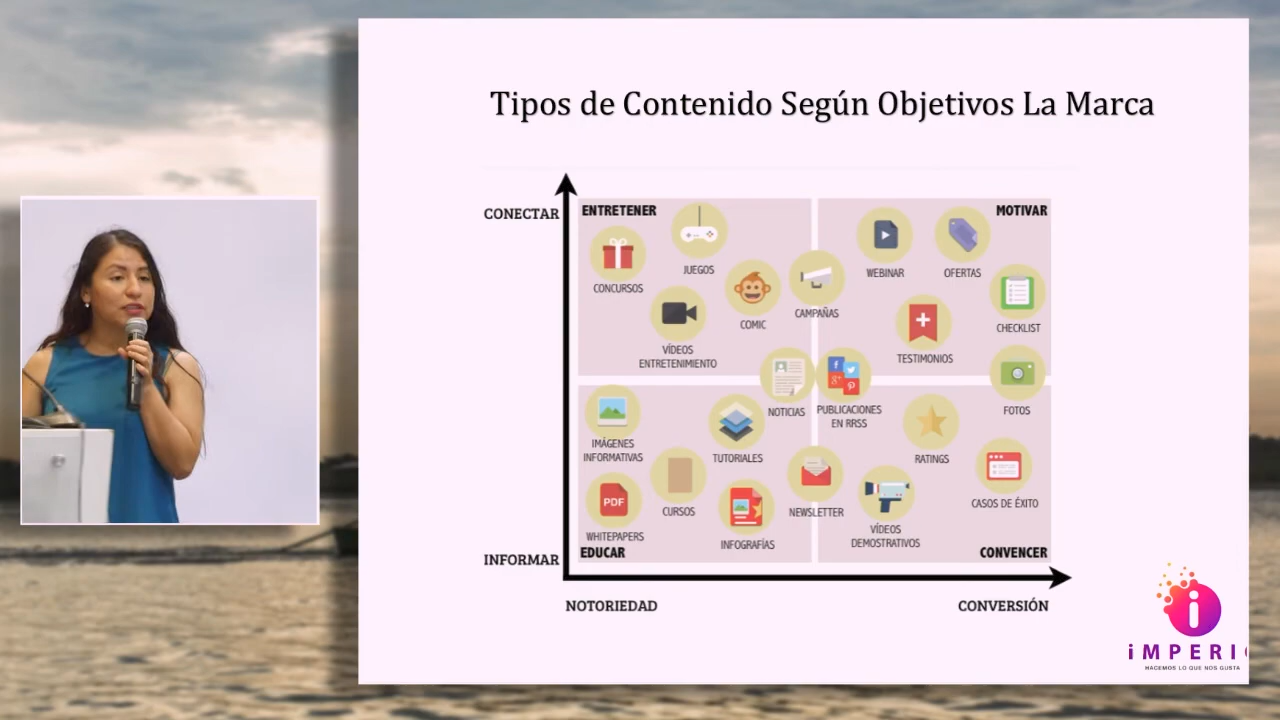 Tipos de Contenido Según Objetivos La Marca
CONECTAR
ENTRETENER
MOTIVAR
JUEGOS
WEBINAR
OFERTAS
CONCURSOS
COMIC
CAMPAÑAS
CHECKLIST
VÍDEOS
ENTRETENIMIENTO
TESTIMONIOS
NOTICIAS
PUBLICACIONES
EN RRSS
FOTOS
IMÁGENES
INFORMATIVAS
TUTORIALES
RATINGS
PDF
WHITEPAPERS
CURSOS
INFOGRAFÍAS
NEWSLETTER
VÍDEOS
DEMOSTRATIVOS
CASOS DE ÉXITO
INFORMAR
EDUCAR
CONVENCER
NOTORIEDAD
CONVERSIÓN
i
iMPERI
HACEMOS LO QUE NOS GUSTA